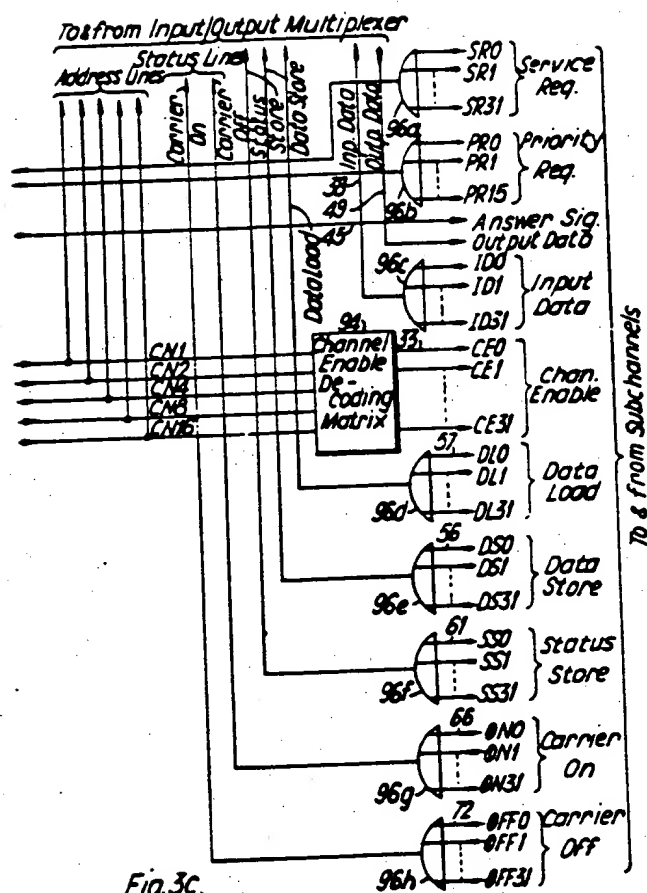 To & from Input/Output Multiplexer
Status Lines
Address Lines
Carrier On
Carrier Off
Status Store
Data Store
Inp. Data
Outp. Data
Data Load
38
49
45
96a
SR0
SR1
SR31
Service Req.
96b
PR0
PR1
PR15
Priority Req.
Answer Sig.
Output Data
96c
ID0
ID1
ID31
Input Data
CN1
CN2
CN4
CN8
CN16
94
Channel
Enable
De-
Coding
Matrix
33
CE0
CE1
CE31
Chan. Enable
57
96d
DL0
DL1
DL31
Data Load
56
96e
DS0
DS1
DS31
Data Store
61
96f
SS0
SS1
SS31
Status Store
66
96g
ON0
ON1
ON31
Carrier On
72
96h
OFF0
OFF1
OFF31
Carrier Off
To & from Subchannels
Fig.3c.